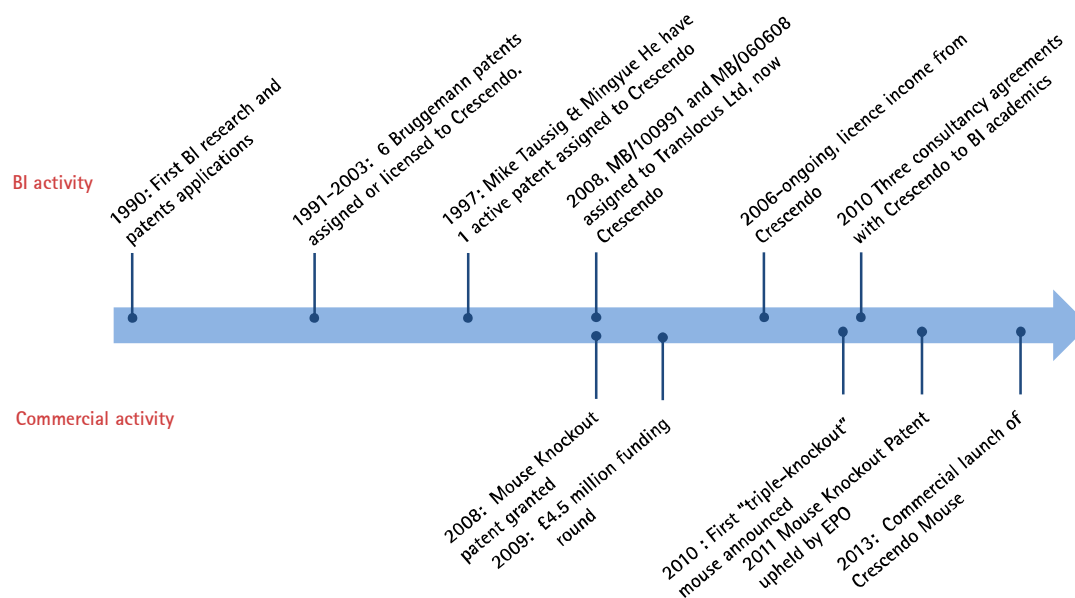 BI activity
1990: First BI research and
patents applications
1991-2003: 6 Bruggemann patents
assigned or licensed to Crescendo.
1997: Mike Taussig & Mingyue He have
1 active patent assigned to Crescendo
2008, MB/100991 and MB/060608
assigned to Translocus Ltd, now
Crescendo
2006-ongoing, licence income from
Crescendo
2010 Three consultancy agreements
with Crescendo to BI academics
Commercial activity
2008: Mouse Knockout
patent granted
2009: £4.5 million funding
round
2010 : First "triple-knockout"
mouse announced
2011 Mouse Knockout Patent
upheld by EPO
2013: Commercial launch of
Crescendo Mouse